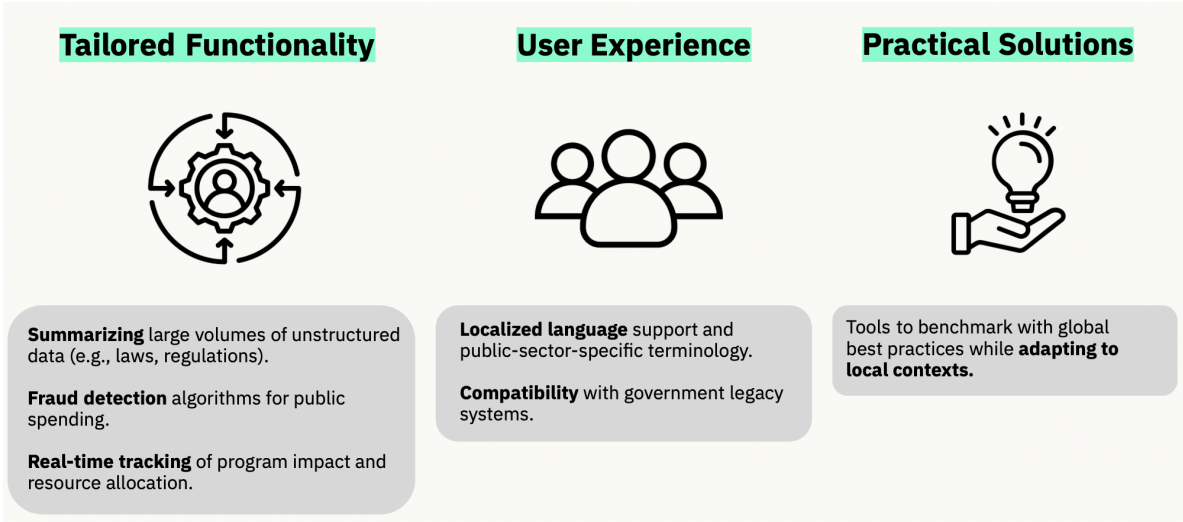 Tailored Functionality
Summarizing large volumes of unstructured
data (e.g., laws, regulations).
Fraud detection algorithms for public
spending.
Real-time tracking of program impact and
resource allocation.
User Experience
Localized language support and
public-sector-specific terminology.
Compatibility with government legacy
systems.
Practical Solutions
Tools to benchmark with global
best practices while adapting to
local contexts.